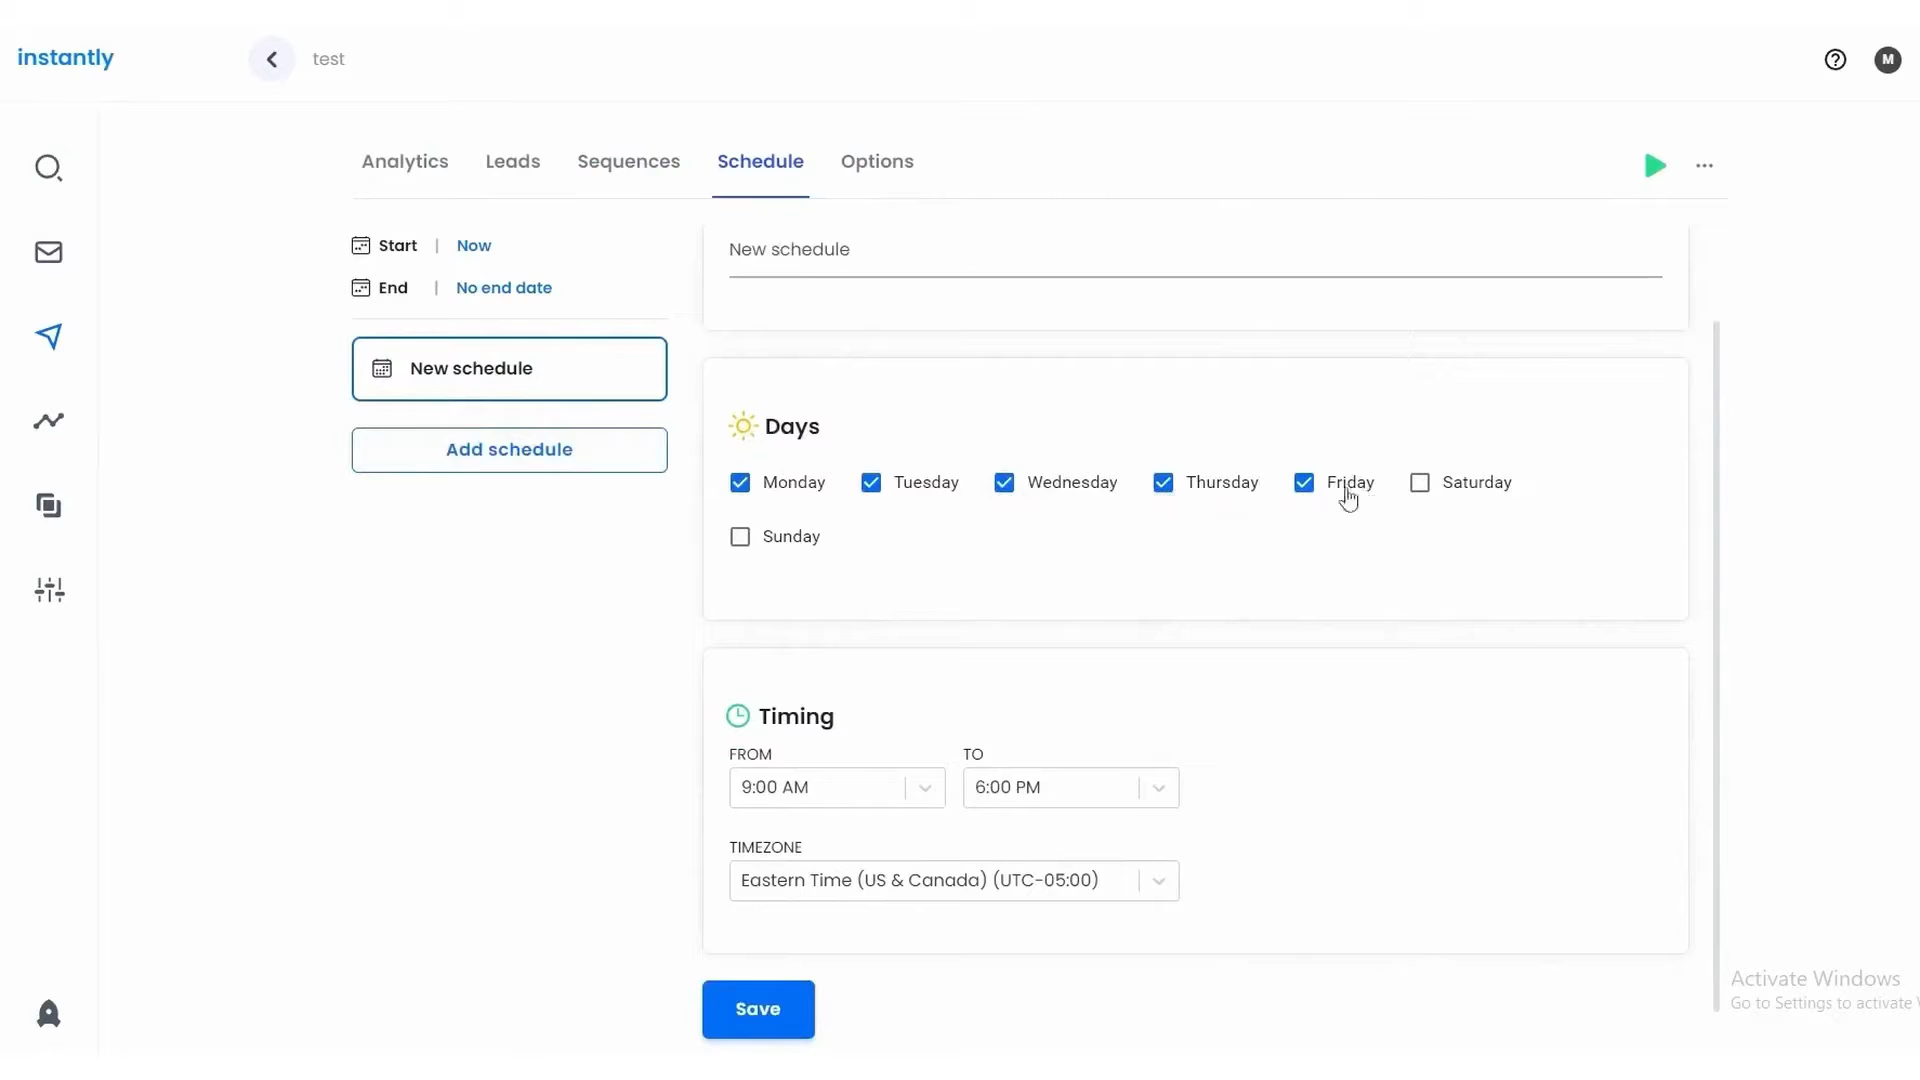 instantly
test
M
Analytics Leads Sequences Schedule Options
Start | Now
End | No end date
New schedule
Add schedule
New schedule
Days
Monday Tuesday Wednesday Thursday Friday Saturday
Sunday
Timing
FROM TO
9:00 AM 6:00 PM
TIMEZONE
Eastern Time (US & Canada) (UTC-05:00)
Save
Activate Windows
Go to Settings to activate